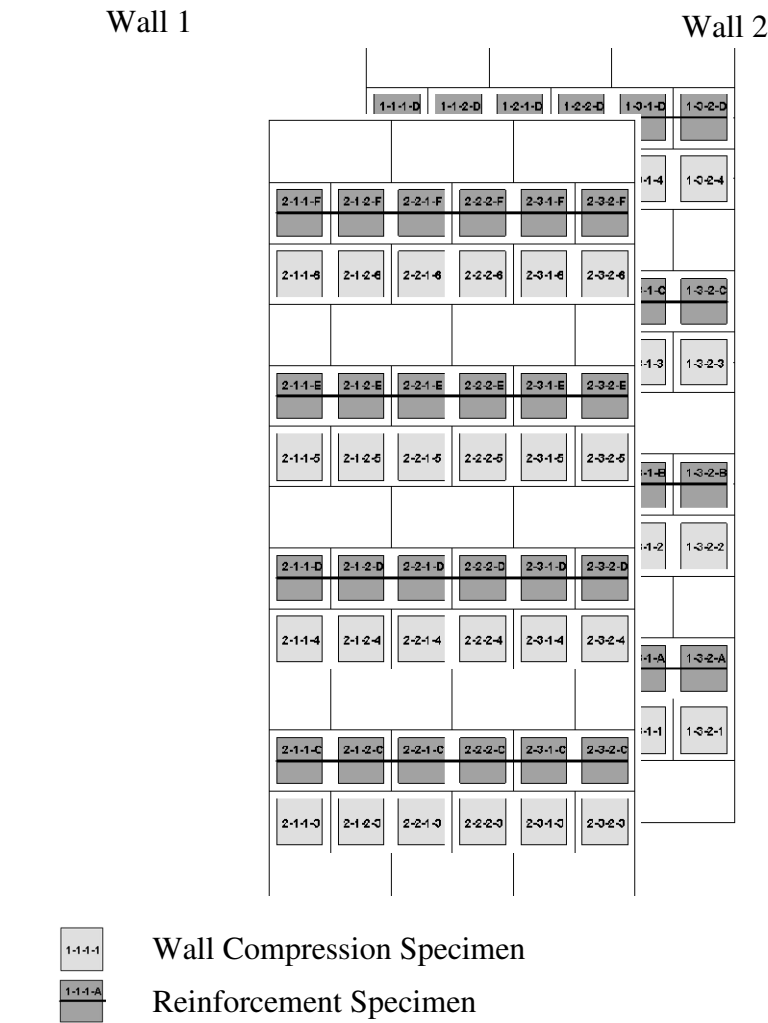 Wall 1
Wall 2
1-1-1-D 1-1-2-D 1-2-1-D 1-2-2-D 1-3-1-D 1-3-2-D
-1-4 1-3-2-4
2-1-1-F 2-1-2-F 2-2-1-F 2-2-2-F 2-3-1-F 2-3-2-F
2-1-1-6 2-1-2-6 2-2-1-6 2-2-2-6 2-3-1-6 2-3-2-6
-1-C 1-3-2-C
-1-3 1-3-2-3
2-1-1-E 2-1-2-E 2-2-1-E 2-2-2-E 2-3-1-E 2-3-2-E
2-1-1-5 2-1-2-5 2-2-1-5 2-2-2-5 2-3-1-5 2-3-2-5
-1-B 1-3-2-B
-1-2 1-3-2-2
2-1-1-D 2-1-2-D 2-2-1-D 2-2-2-D 2-3-1-D 2-3-2-D
2-1-1-4 2-1-2-4 2-2-1-4 2-2-2-4 2-3-1-4 2-3-2-4
-1-A 1-3-2-A
-1-1 1-3-2-1
2-1-1-C 2-1-2-C 2-2-1-C 2-2-2-C 2-3-1-C 2-3-2-C
2-1-1-3 2-1-2-3 2-2-1-3 2-2-2-3 2-3-1-3 2-3-2-3
1-1-1-1 Wall Compression Specimen
1-1-1-A Reinforcement Specimen